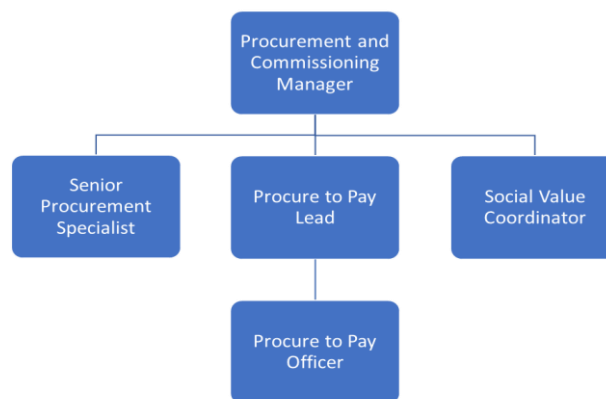 Procurement and
Commissioning
Manager
Senior
Procurement
Specialist
Procure to Pay
Lead
Social Value
Coordinator
Procure to Pay
Officer